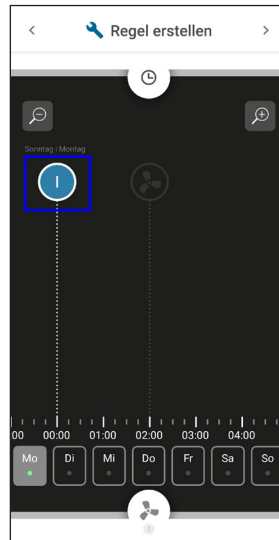 Regel erstellen
Sonntag | Montag
I
00 00:00 01:00 02:00 03:00 04:00
Mo Di Mi Do Fr Sa So
1